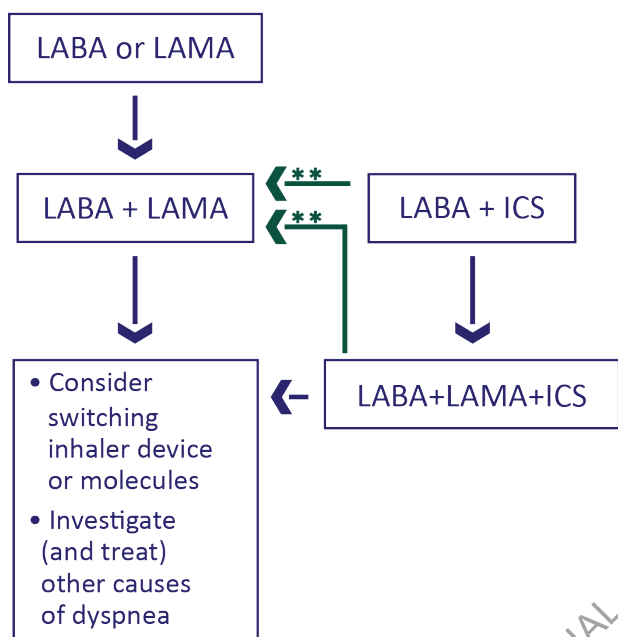 LABA or LAMA
**
LABA + LAMA
LABA + ICS
**
• Consider
switching
inhaler device
or molecules
• Investigate
(and treat)
other causes
of dyspnea
LABA+LAMA+ICS